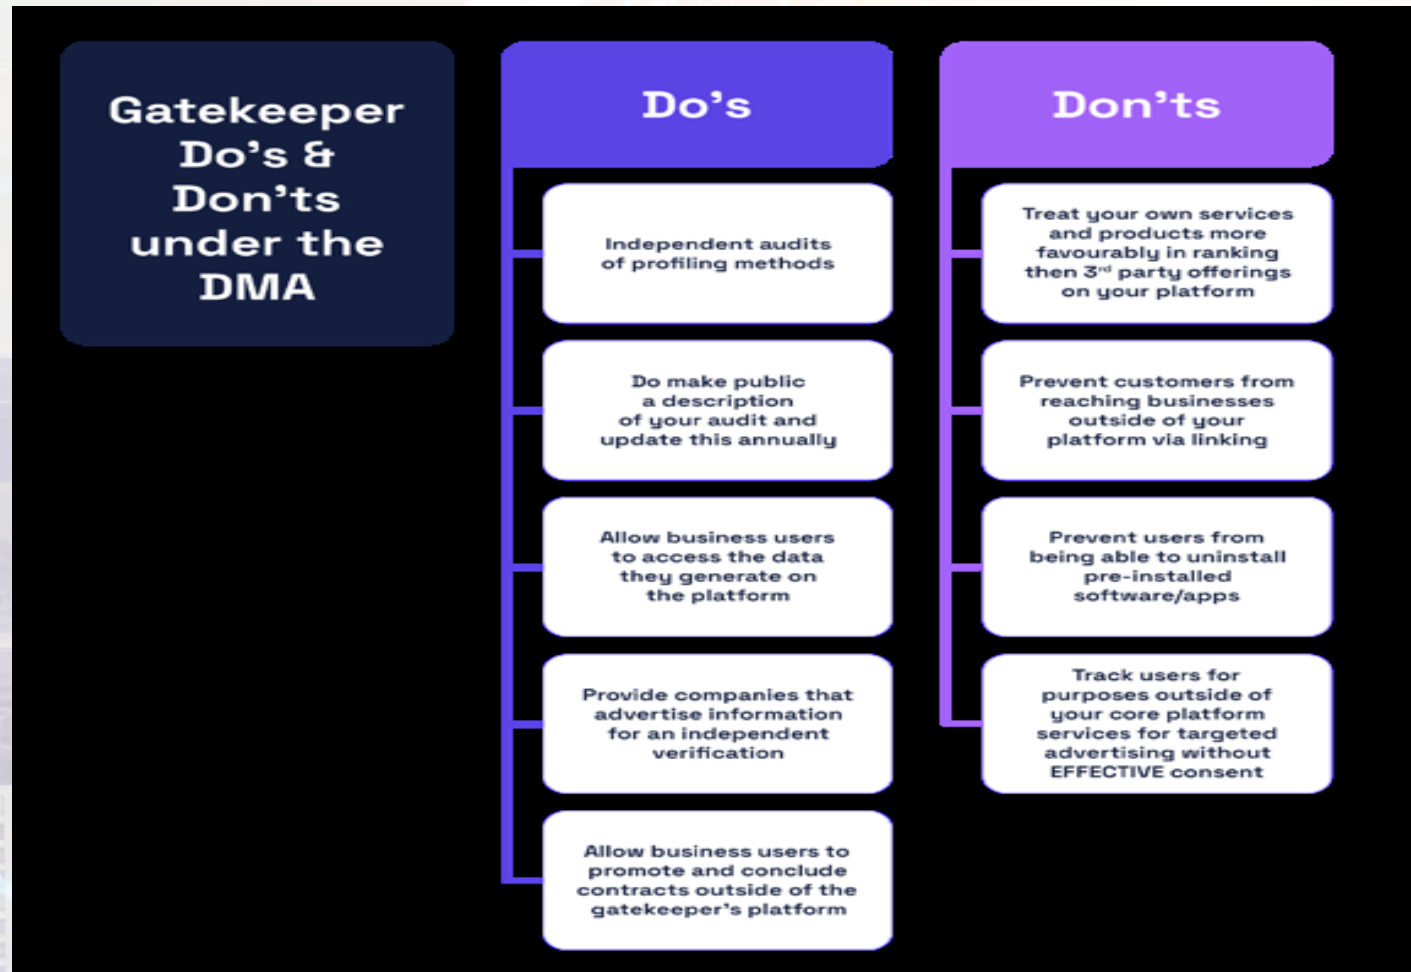 Gatekeeper
Do's &
Don'ts
under the
DMA
Do's
Independent audits
of profiling methods
Do make public
a description
of your audit and
update this annually
Allow business users
to access the data
they generate on
the platform
Provide companies that
advertise information
for an independent
verification
Allow business users to
promote and conclude
contracts outside of the
gatekeeper's platform
Don'ts
Treat your own services
and products more
favourably in ranking
then 3rd party offerings
on your platform
Prevent customers from
reaching businesses
outside of your
platform via linking
Prevent users from
being able to uninstall
pre-installed
software/apps
Track users for
purposes outside of
your core platform
services for targeted
advertising without
EFFECTIVE consent